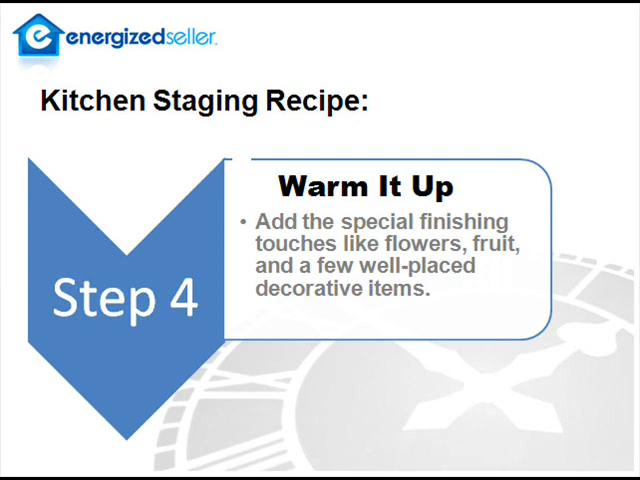 energizedseller.
Kitchen Staging Recipe:
Warm It Up
• Add the special finishing
touches like flowers, fruit,
and a few well-placed
decorative items.
Step 4